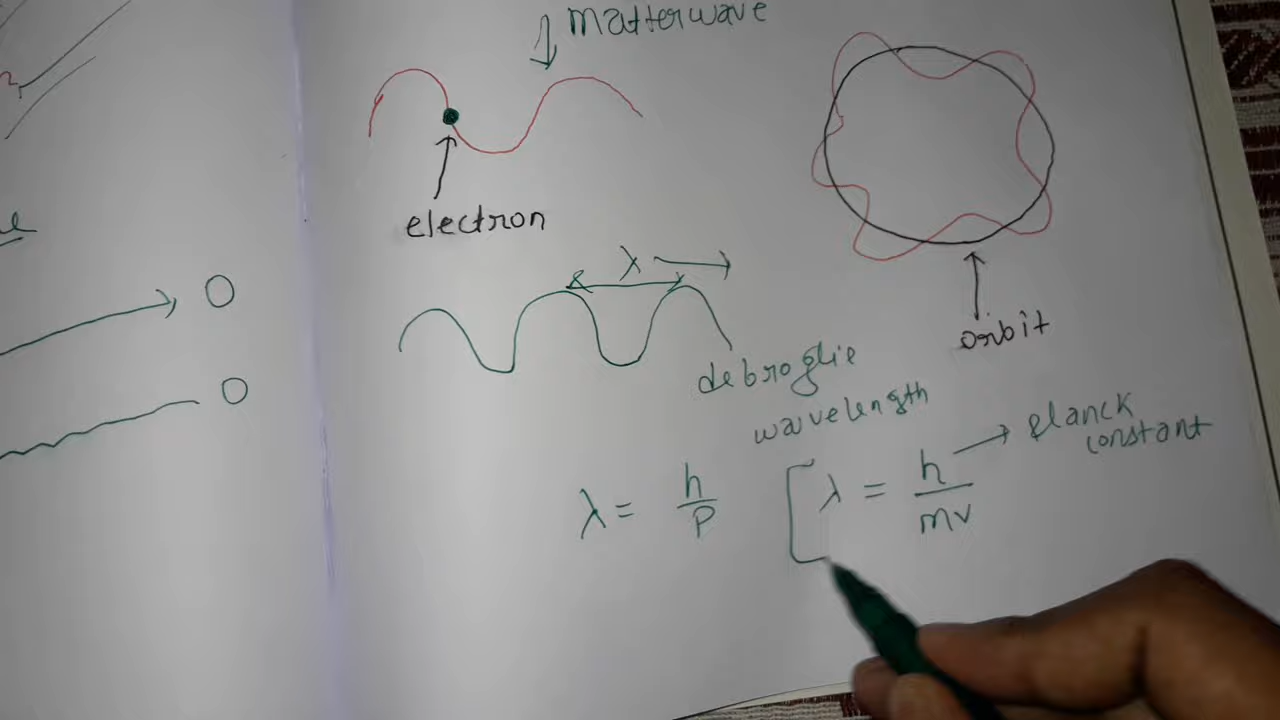 matterwave
electron
λ
orbit
debroglie
wavelength
planck
constant
λ = h/p
λ = h/mv